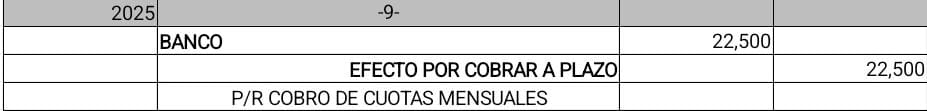 2025 -9-
BANCO 22,500
EFECTO POR COBRAR A PLAZO 22,500
P/R COBRO DE CUOTAS MENSUALES